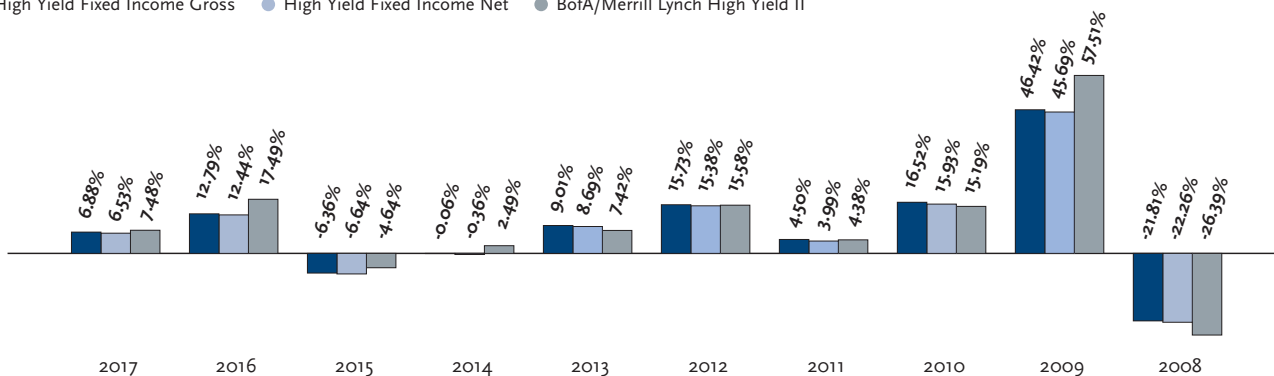 High Yield Fixed Income Gross High Yield Fixed Income Net BofA/Merrill Lynch High Yield II
6.88% 6.53% 7.48%
12.79% 12.44% 17.49%
-6.36% -6.64% -4.64%
-0.06% -0.36% 2.49%
9.01% 8.69% 7.42%
15.73% 15.38% 15.58%
4.50% 3.99% 4.38%
16.52% 15.93% 15.19%
46.42% 45.69% 57.51%
-21.81% -22.26% -26.39%
2017 2016 2015 2014 2013 2012 2011 2010 2009 2008